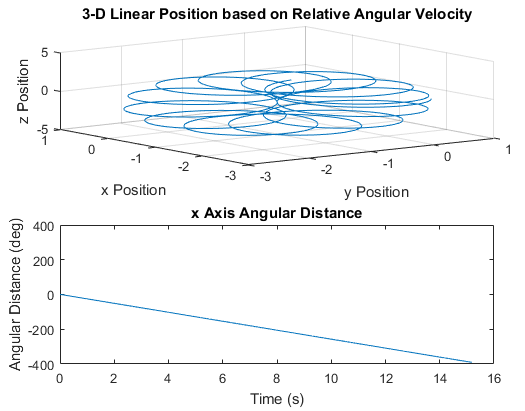 3-D Linear Position based on Relative Angular Velocity
5
0
-5
z Position
1
0
-1
-2
-3
x Position
-3
-2
-1
0
1
y Position
x Axis Angular Distance
400
200
0
-200
-400
Angular Distance (deg)
0 2 4 6 8 10 12 14 16
Time (s)